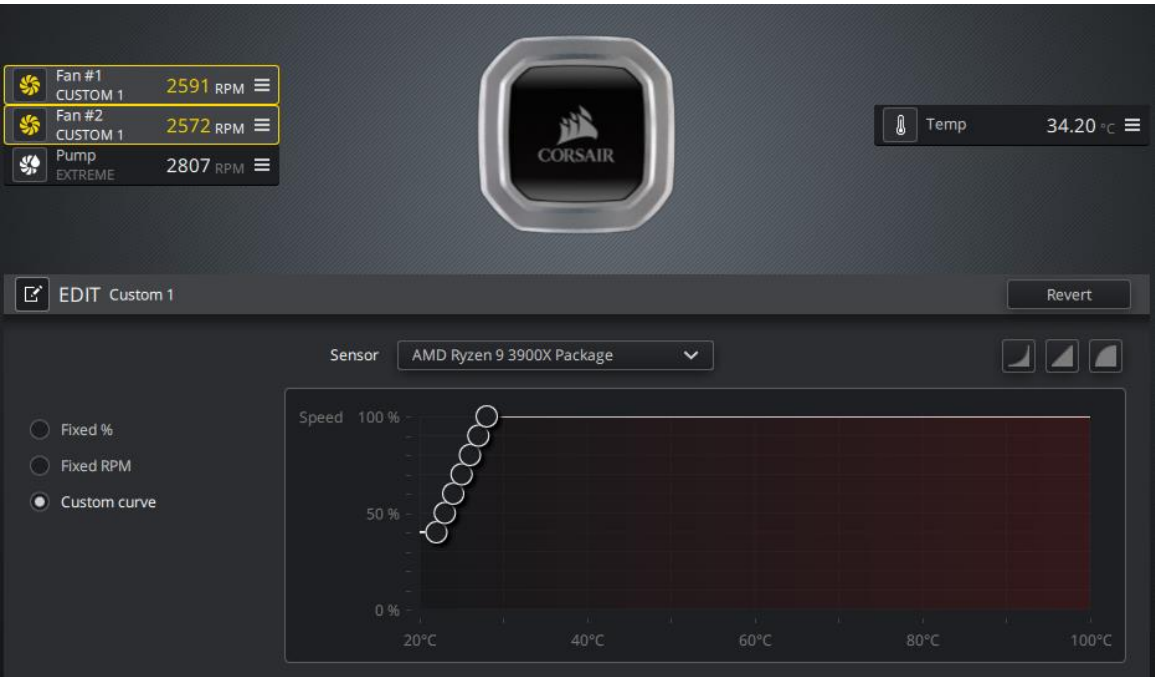 Fan #1
CUSTOM 1
2591 RPM
Fan #2
CUSTOM 1
2572 RPM
Pump
EXTREME
2807 RPM
CORSAIR
Temp
34.20 °C
EDIT Custom 1
Revert
Sensor
AMD Ryzen 9 3900X Package
Fixed %
Fixed RPM
Custom curve
Speed 100 %
50 %
0 %
20°C 40°C 60°C 80°C 100°C